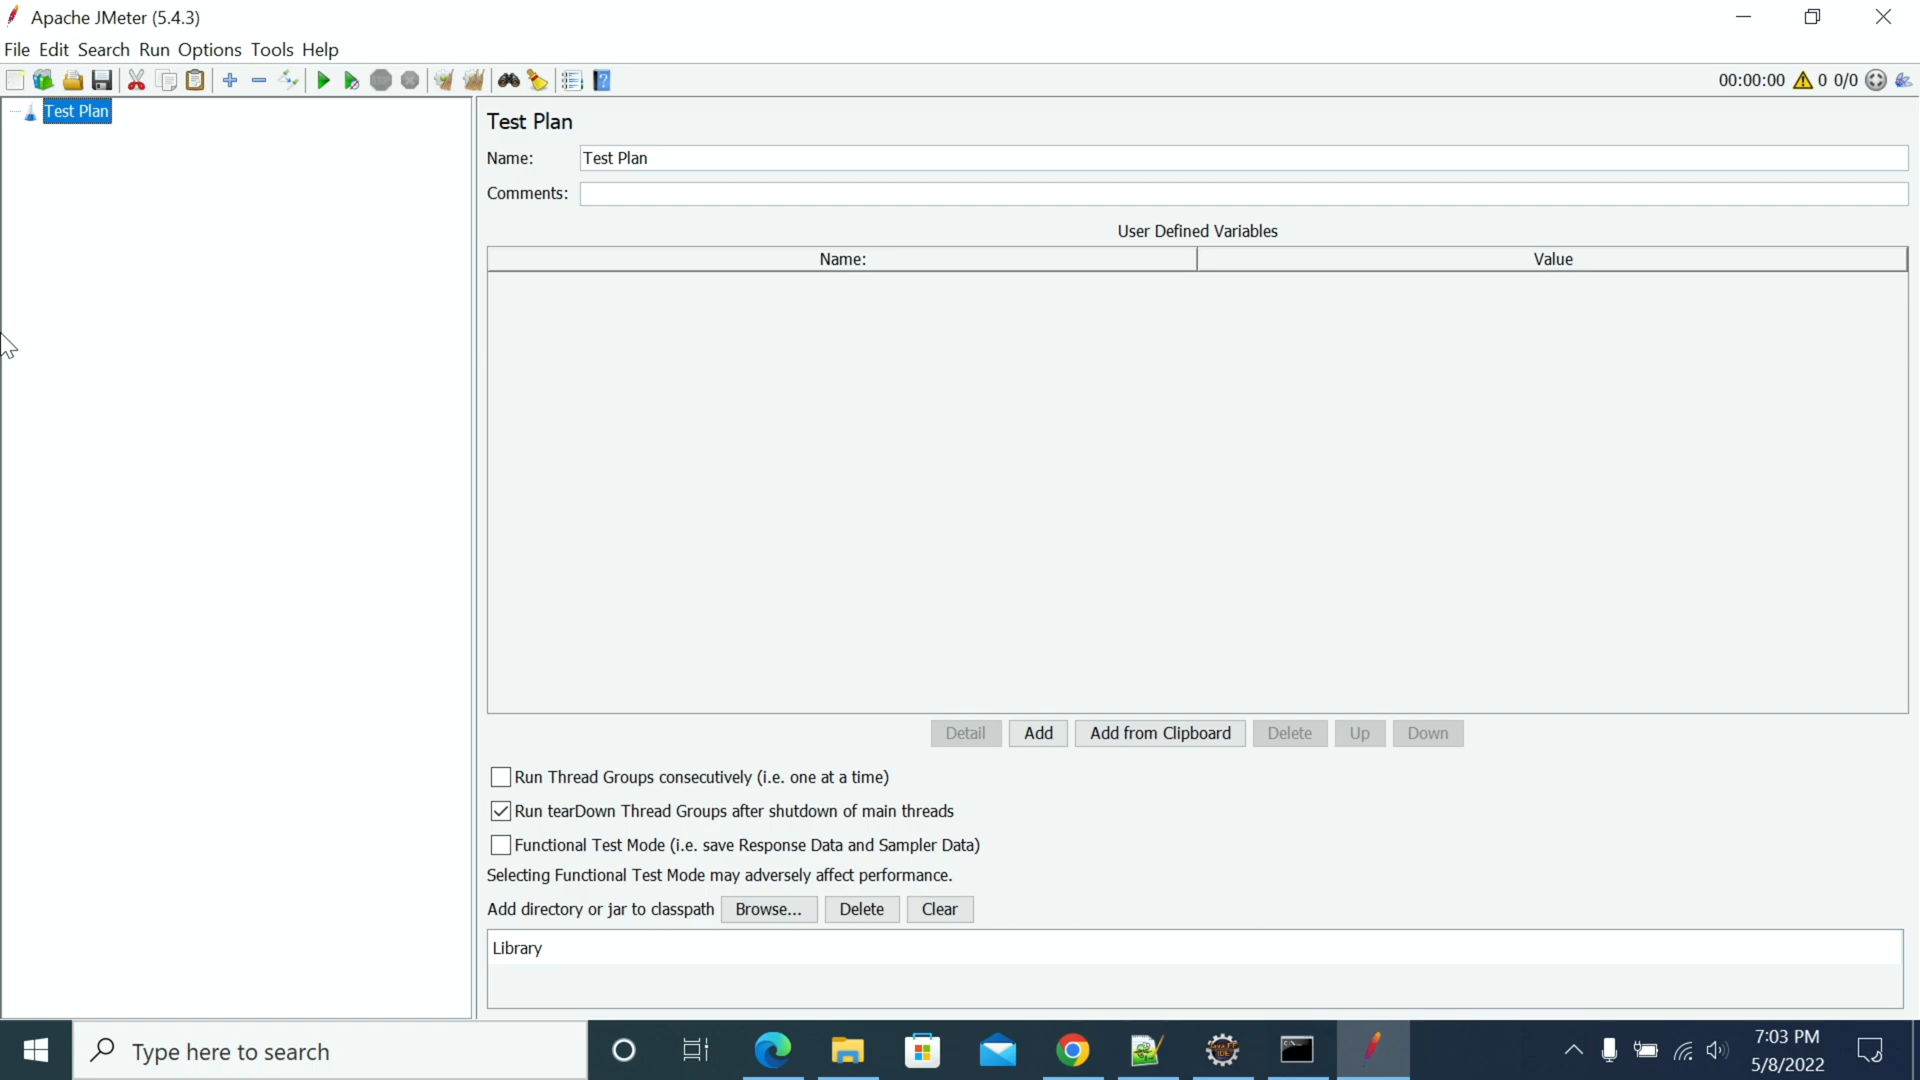 Apache JMeter (5.4.3)
File Edit Search Run Options Tools Help
00:00:00 0 0/0
Test Plan
Test Plan
Name: Test Plan
Comments:
User Defined Variables
Name: Value
Detail Add Add from Clipboard Delete Up Down
Run Thread Groups consecutively (i.e. one at a time)
Run tearDown Thread Groups after shutdown of main threads
Functional Test Mode (i.e. save Response Data and Sampler Data)
Selecting Functional Test Mode may adversely affect performance.
Add directory or jar to classpath Browse... Delete Clear
Library
Type here to search
7:03 PM
5/8/2022